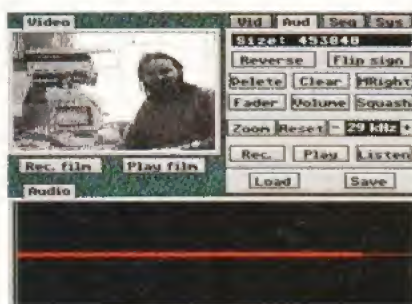 Video
Vid Aud Seq Sys
Size: 453840
Reverse Flip sign
Delete Clear MRight
Fader Volume Squash
Zoom Reset - 29 kHz +
Rec. Play Listen
Rec. film Play film
Load Save
Audio